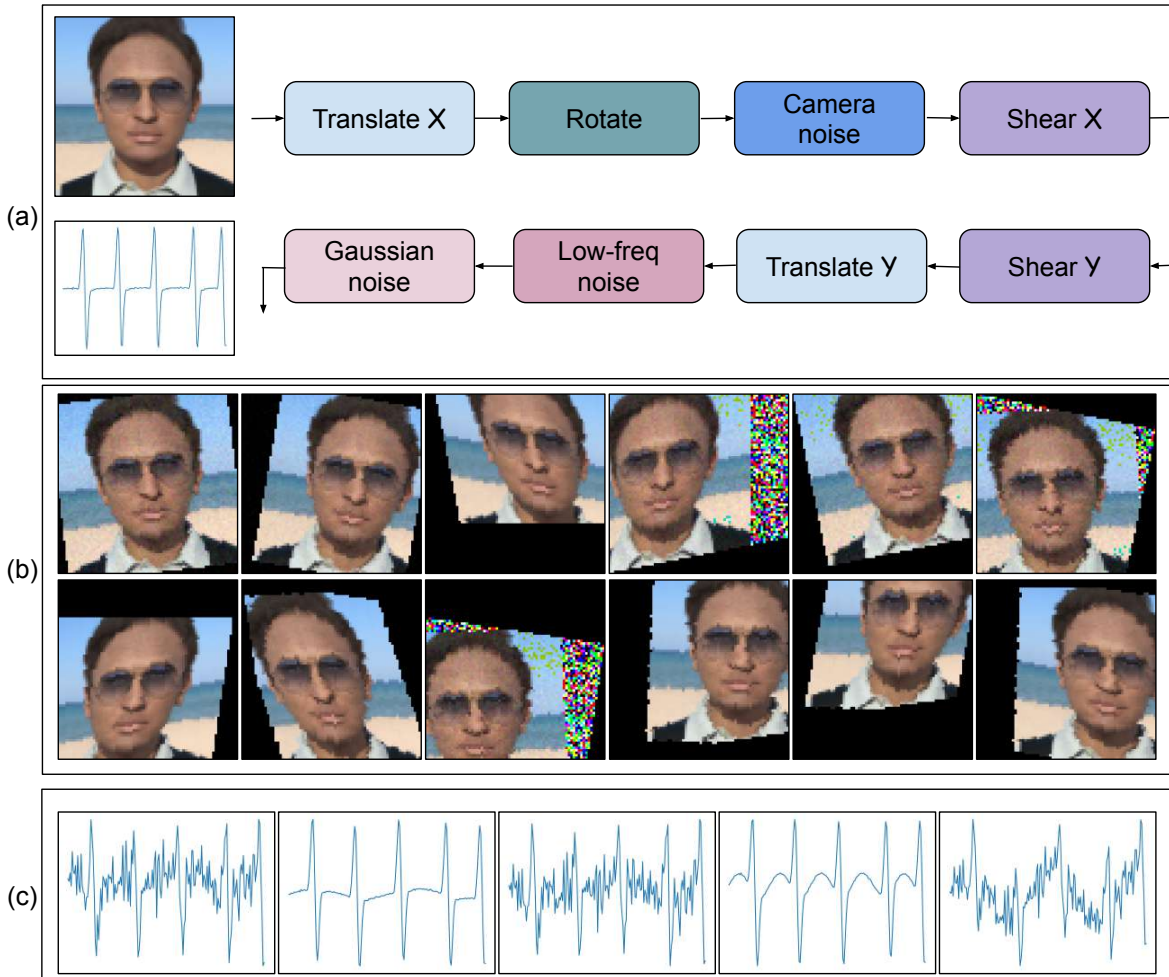 Translate X
Rotate
Camera
noise
Shear X
(a)
Gaussian
noise
Low-freq
noise
Translate Y
Shear Y
(b)
(c)